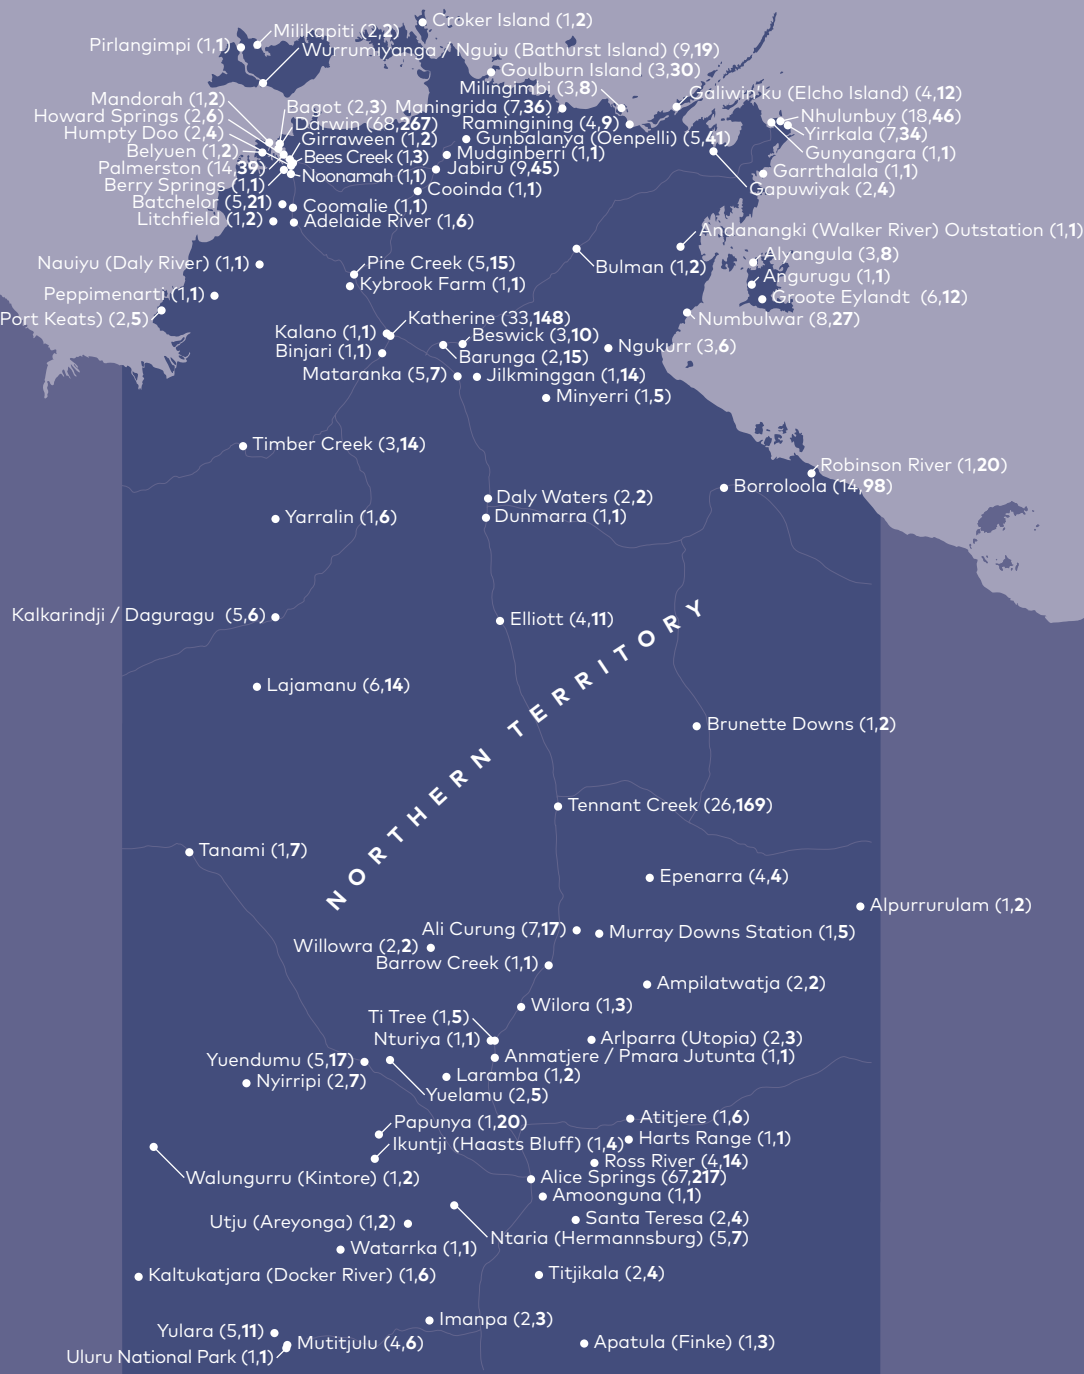 Croker Island (1,2)
Milikapiti (2,2)
Pirlangimpi (1,1)
Wurrumiyanga / Nguiu (Bathurst Island) (9,19)
Goulburn Island (3,30)
Milingimbi (3,8)
Galiwin'ku (Elcho Island) (4,12)
Mandorah (1,2)
Bagot (2,3)
Maningrida (7,36)
Howard Springs (2,6)
Nhulunbuy (18,46)
Darwin (68,267)
Ramingining (4,9)
Humpty Doo (2,4)
Yirrkala (7,34)
Girraween (1,2)
Gunbalanya (Oenpelli) (5,41)
Belyuen (1,2)
Gunyangara (1,1)
Bees Creek (1,3)
Mudginberri (1,1)
Palmerston (14,39)
Jabiru (9,45)
Garrthalala (1,1)
Noonamah (1,1)
Berry Springs (1,1)
Cooinda (1,1)
Gapuwiyak (2,4)
Batchelor (5,21)
Coomalie (1,1)
Litchfield (1,2)
Adelaide River (1,6)
Andanangki (Walker River) Outstation (1,1)
Alyangula (3,8)
Nauiyu (Daly River) (1,1)
Pine Creek (5,15)
Bulman (1,2)
Angurugu (1,1)
Kybrook Farm (1,1)
Peppimenarti (1,1)
Groote Eylandt (6,12)
Port Keats) (2,5)
Katherine (33,148)
Numbulwar (8,27)
Kalano (1,1)
Beswick (3,10)
Ngukurr (3,6)
Binjari (1,1)
Barunga (2,15)
Mataranka (5,7)
Jilkminggan (1,14)
Minyerri (1,5)
Timber Creek (3,14)
Robinson River (1,20)
Borroloola (14,98)
Daly Waters (2,2)
Yarralin (1,6)
Dunmarra (1,1)
Kalkarindji / Daguragu (5,6)
Elliott (4,11)
Lajamanu (6,14)
NORTHERN TERRITORY
Brunette Downs (1,2)
Tennant Creek (26,169)
Tanami (1,7)
Epenarra (4,4)
Alpurrurulam (1,2)
Ali Curung (7,17)
Murray Downs Station (1,5)
Willowra (2,2)
Barrow Creek (1,1)
Ampilatwatja (2,2)
Wilora (1,3)
Ti Tree (1,5)
Nturiya (1,1)
Arlparra (Utopia) (2,3)
Anmatjere / Pmara Jutunta (1,1)
Yuendumu (5,17)
Laramba (1,2)
Nyirripi (2,7)
Yuelamu (2,5)
Papunya (1,20)
Atitjere (1,6)
Ikuntji (Haasts Bluff) (1,4)
Harts Range (1,1)
Ross River (4,14)
Walungurru (Kintore) (1,2)
Alice Springs (67,217)
Amoonguna (1,1)
Utju (Areyonga) (1,2)
Santa Teresa (2,4)
Ntaria (Hermannsburg) (5,7)
Watarrka (1,1)
Kaltukatjara (Docker River) (1,6)
Titjikala (2,4)
Imanpa (2,3)
Yulara (5,11)
Mutitjulu (4,6)
Apatula (Finke) (1,3)
Uluru National Park (1,1)